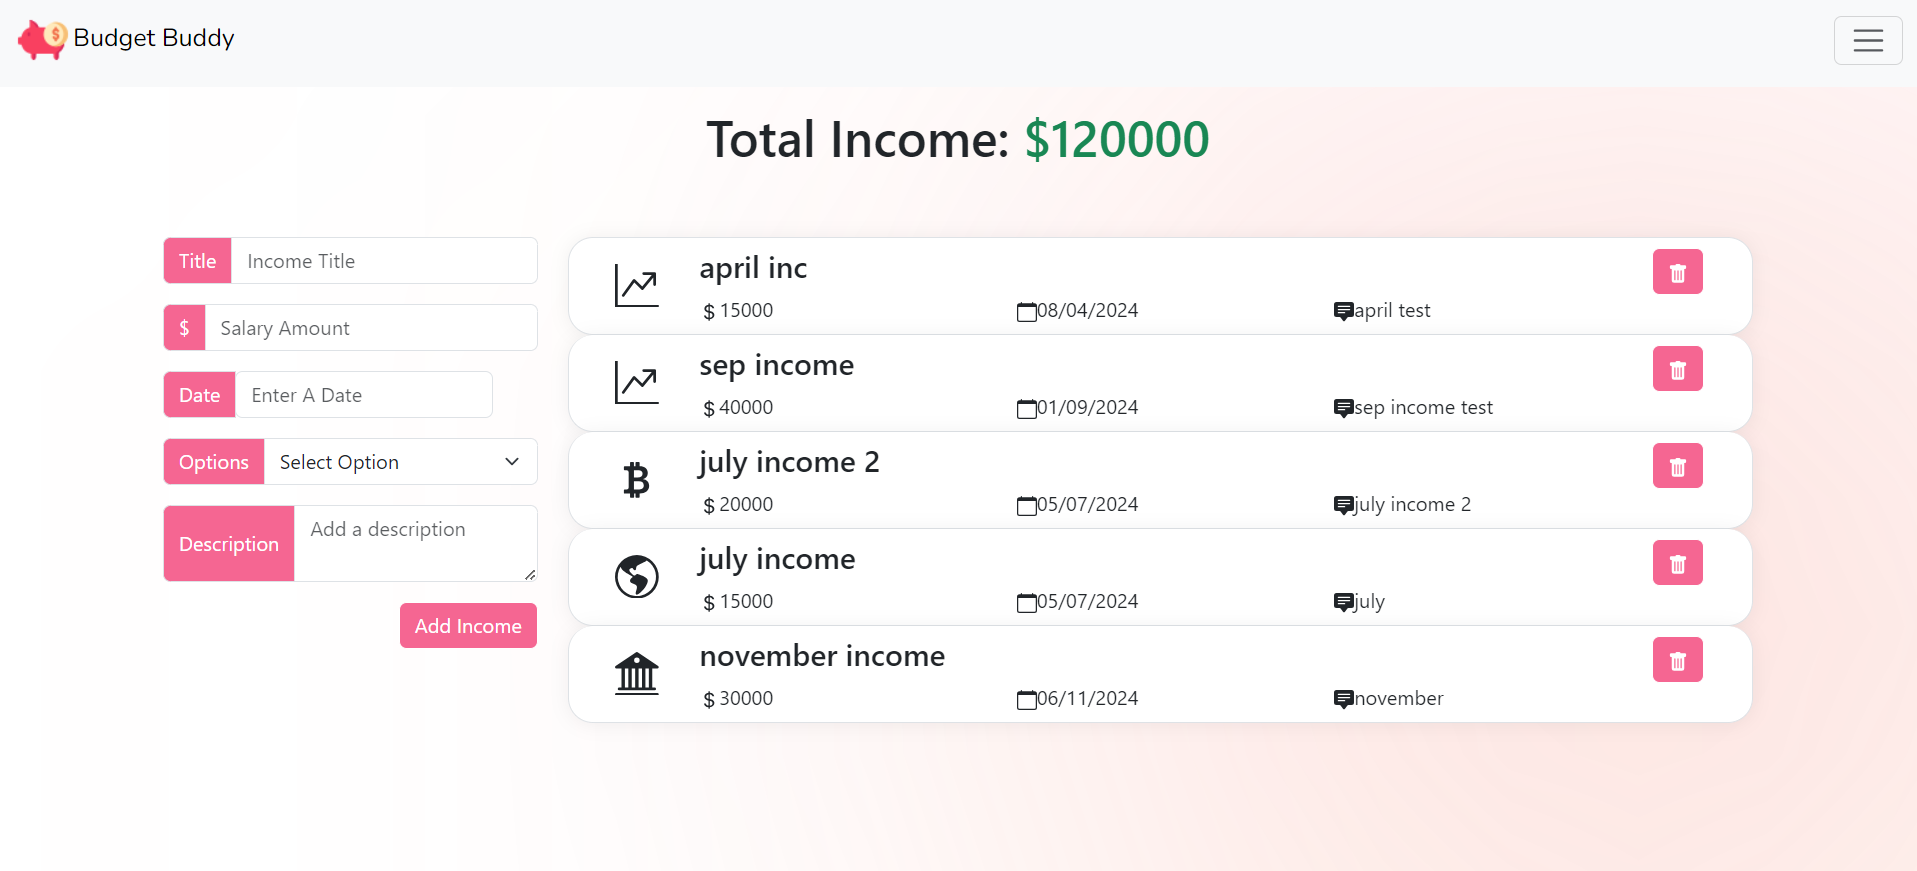 Budget Buddy
Total Income: $120000
Title
Income Title
$
Salary Amount
Date
Enter A Date
Options
Select Option
Description
Add a description
Add Income
april inc
$ 15000
08/04/2024
april test
sep income
$ 40000
01/09/2024
sep income test
july income 2
$ 20000
05/07/2024
july income 2
july income
$ 15000
05/07/2024
july
november income
$ 30000
06/11/2024
november